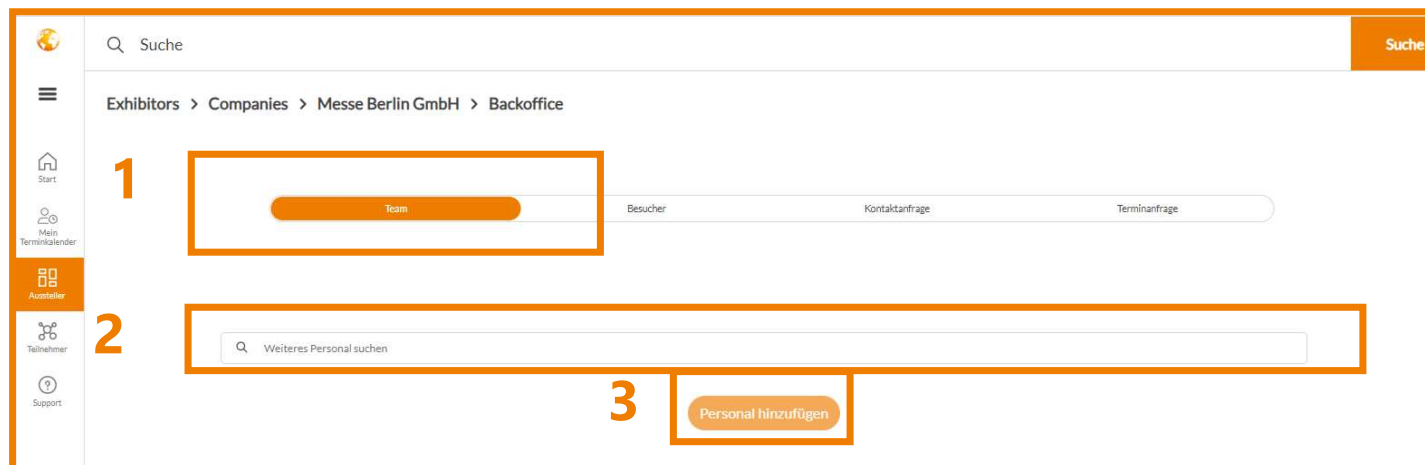 Suche
Suche
Exhibitors > Companies > Messe Berlin GmbH > Backoffice
Start
Mein
Terminkalender
Aussteller
Teilnehmer
Support
1
Team
Besucher
Kontaktanfrage
Terminanfrage
2
Weiteres Personal suchen
3
Personal hinzufügen